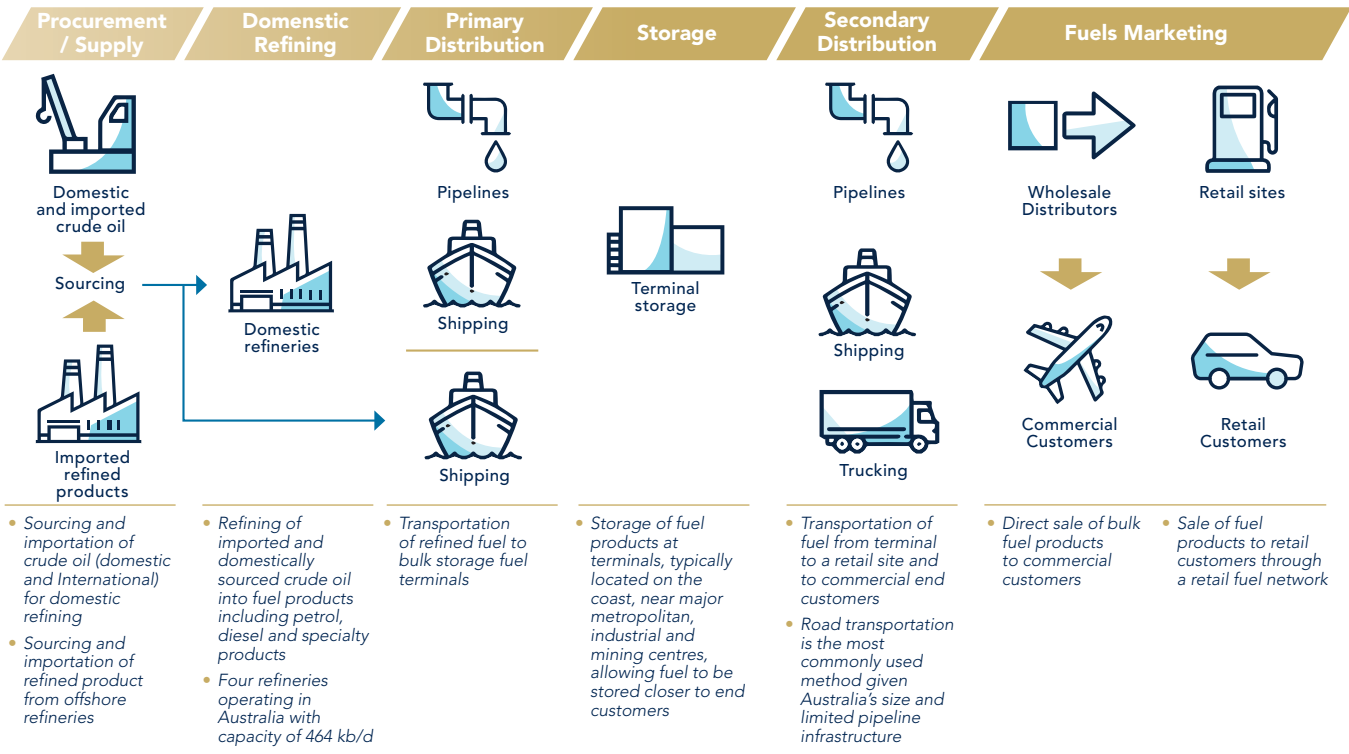 Procurement
/ Supply
Domenstic
Refining
Primary
Distribution
Storage
Secondary
Distribution
Fuels Marketing
Domestic
and imported
crude oil
Sourcing
Imported
refined
products
Domestic
refineries
Pipelines
Shipping
Shipping
Terminal
storage
Pipelines
Shipping
Trucking
Wholesale
Distributors
Commercial
Customers
Retail sites
Retail
Customers
• Sourcing and
importation of
crude oil (domestic
and International)
for domestic
refining
• Sourcing and
importation of
refined product
from offshore
refineries
• Refining of
imported and
domestically
sourced crude oil
into fuel products
including petrol,
diesel and specialty
products
• Four refineries
operating in
Australia with
capacity of 464 kb/d
• Transportation
of refined fuel to
bulk storage fuel
terminals
• Storage of fuel
products at
terminals, typically
located on the
coast, near major
metropolitan,
industrial and
mining centres,
allowing fuel to be
stored closer to end
customers
• Transportation of
fuel from terminal
to a retail site and
to commercial end
customers
• Road transportation
is the most
commonly used
method given
Australia's size and
limited pipeline
infrastructure
• Direct sale of bulk
fuel products
to commercial
customers
• Sale of fuel
products to retail
customers through
a retail fuel network